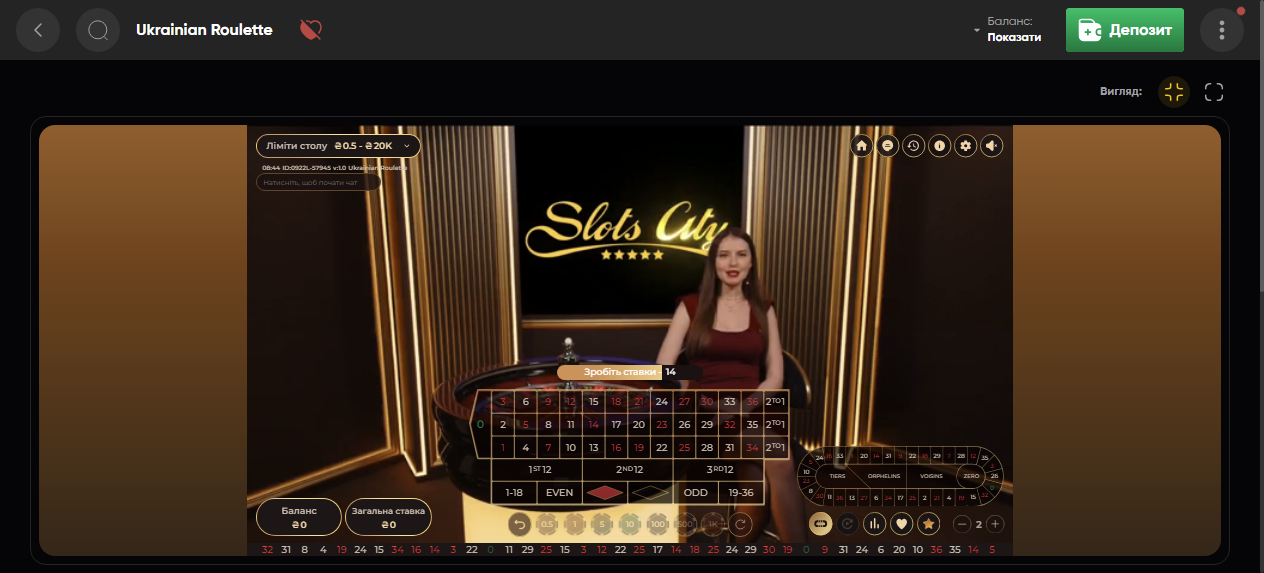 Ukrainian Roulette
Баланс:
Показати
Депозит
Вигляд:
Ліміти столу ₴0.5 - ₴20K
08:44 ID:0922L-57945 v:1.0 Ukrainian Roulette
Натисніть, щоб почати чат
Slots City
Зробіть ставки - 14
3 6 9 12 15 18 21 24 27 30 33 36 2TO1
0 2 5 8 11 14 17 20 23 26 29 32 35 2TO1
1 4 7 10 13 16 19 22 25 28 31 34 2TO1
1ST12 2ND12 3RD12
1-18 EVEN ODD 19-36
TIERS ORPHELINS VOISINS ZERO
Баланс
₴0
Загальна ставка
₴0
0.5 1 5 10 100 500 1K
2
32 31 8 4 19 24 15 34 16 14 3 22 0 11 29 25 15 3 12 22 25 17 14 18 25 24 29 30 19 0 9 31 24 6 20 10 36 35 14 5